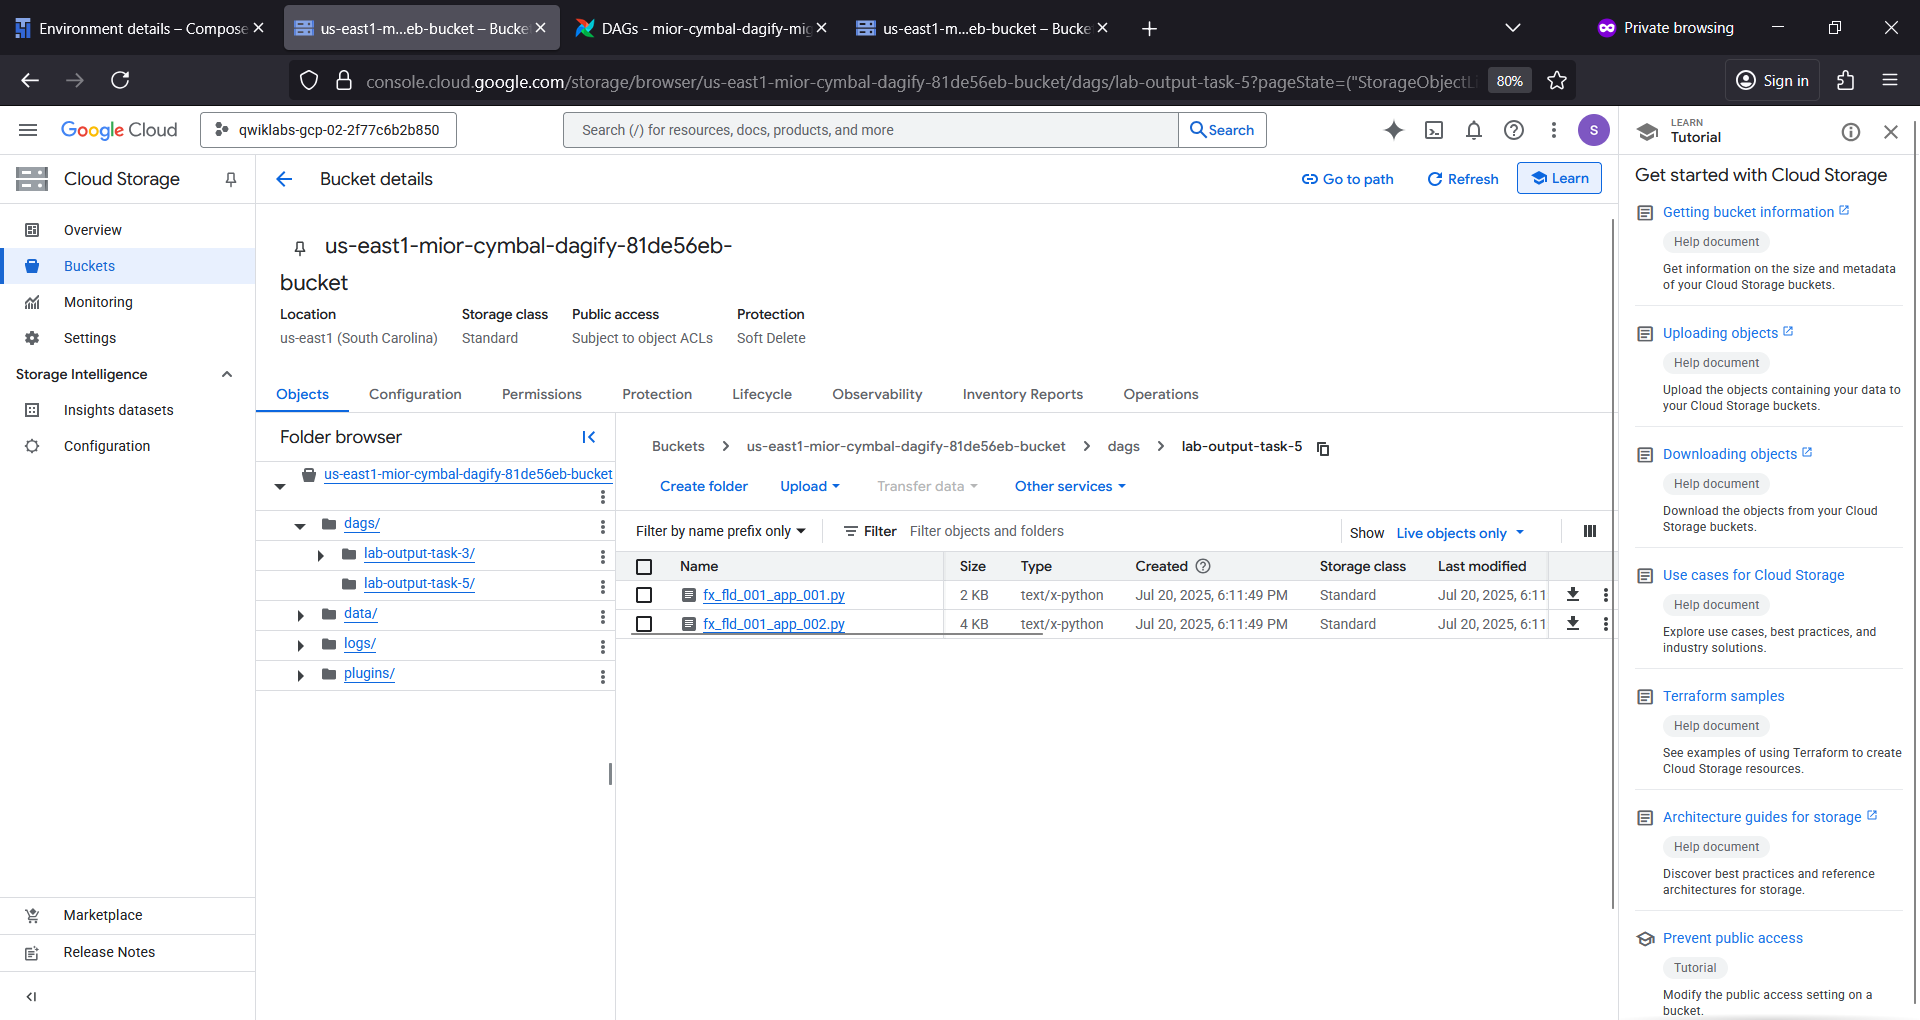 Environment details – Compose
us-east1-m...eb-bucket – Bucke
DAGs - mior-cymbal-dagify-mig
us-east1-m...eb-bucket – Bucke
Private browsing
console.cloud.google.com/storage/browser/us-east1-mior-cymbal-dagify-81de56eb-bucket/dags/lab-output-task-5?pageState=("StorageObjectLi
80%
Sign in
Google Cloud
qwiklabs-gcp-02-2f77c6b2b850
Search (/) for resources, docs, products, and more
Search
S
LEARN
Tutorial
Cloud Storage
Overview
Buckets
Monitoring
Settings
Storage Intelligence
Insights datasets
Configuration
Marketplace
Release Notes
Bucket details
Go to path
Refresh
Learn
us-east1-mior-cymbal-dagify-81de56eb-
bucket
Location Storage class Public access Protection
us-east1 (South Carolina) Standard Subject to object ACLs Soft Delete
Objects Configuration Permissions Protection Lifecycle Observability Inventory Reports Operations
Folder browser
us-east1-mior-cymbal-dagify-81de56eb-bucket
dags/
lab-output-task-3/
lab-output-task-5/
data/
logs/
plugins/
Buckets > us-east1-mior-cymbal-dagify-81de56eb-bucket > dags > lab-output-task-5
Create folder Upload Transfer data Other services
Filter by name prefix only Filter Filter objects and folders Show Live objects only
Name Size Type Created Storage class Last modified
fx_fld_001_app_001.py 2 KB text/x-python Jul 20, 2025, 6:11:49 PM Standard Jul 20, 2025, 6:11
fx_fld_001_app_002.py 4 KB text/x-python Jul 20, 2025, 6:11:49 PM Standard Jul 20, 2025, 6:11
Get started with Cloud Storage
Getting bucket information
Help document
Get information on the size and metadata
of your Cloud Storage buckets.
Uploading objects
Help document
Upload the objects containing your data to
your Cloud Storage buckets.
Downloading objects
Help document
Download the objects from your Cloud
Storage buckets.
Use cases for Cloud Storage
Help document
Explore use cases, best practices, and
industry solutions.
Terraform samples
Help document
See examples of using Terraform to create
Cloud Storage resources.
Architecture guides for storage
Help document
Discover best practices and reference
architectures for storage.
Prevent public access
Tutorial
Modify the public access setting on a
bucket.